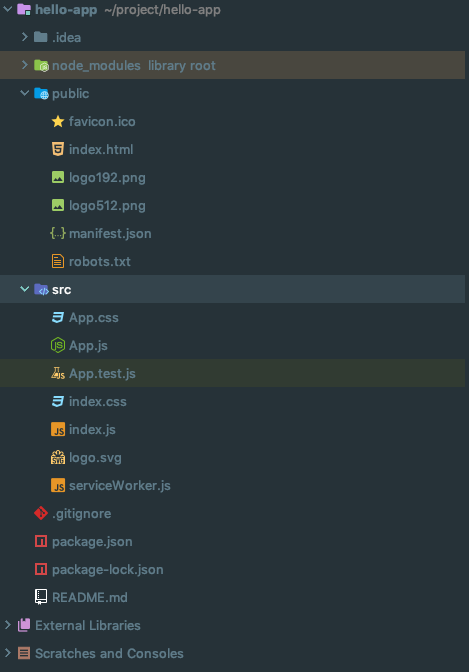 hello-app ~/project/hello-app
.idea
node_modules library root
public
favicon.ico
index.html
logo192.png
logo512.png
manifest.json
robots.txt
src
App.css
App.js
App.test.js
index.css
index.js
logo.svg
serviceWorker.js
.gitignore
package.json
package-lock.json
README.md
External Libraries
Scratches and Consoles